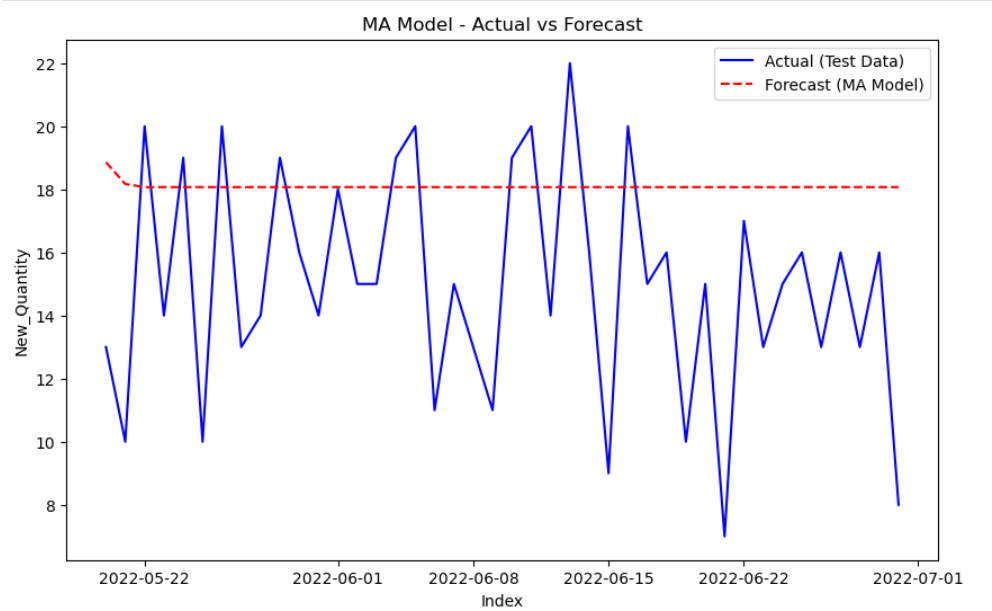 MA Model - Actual vs Forecast
Actual (Test Data)
Forecast (MA Model)
New_Quantity
22
20
18
16
14
12
10
8
2022-05-22
2022-06-01
2022-06-08
2022-06-15
2022-06-22
2022-07-01
Index